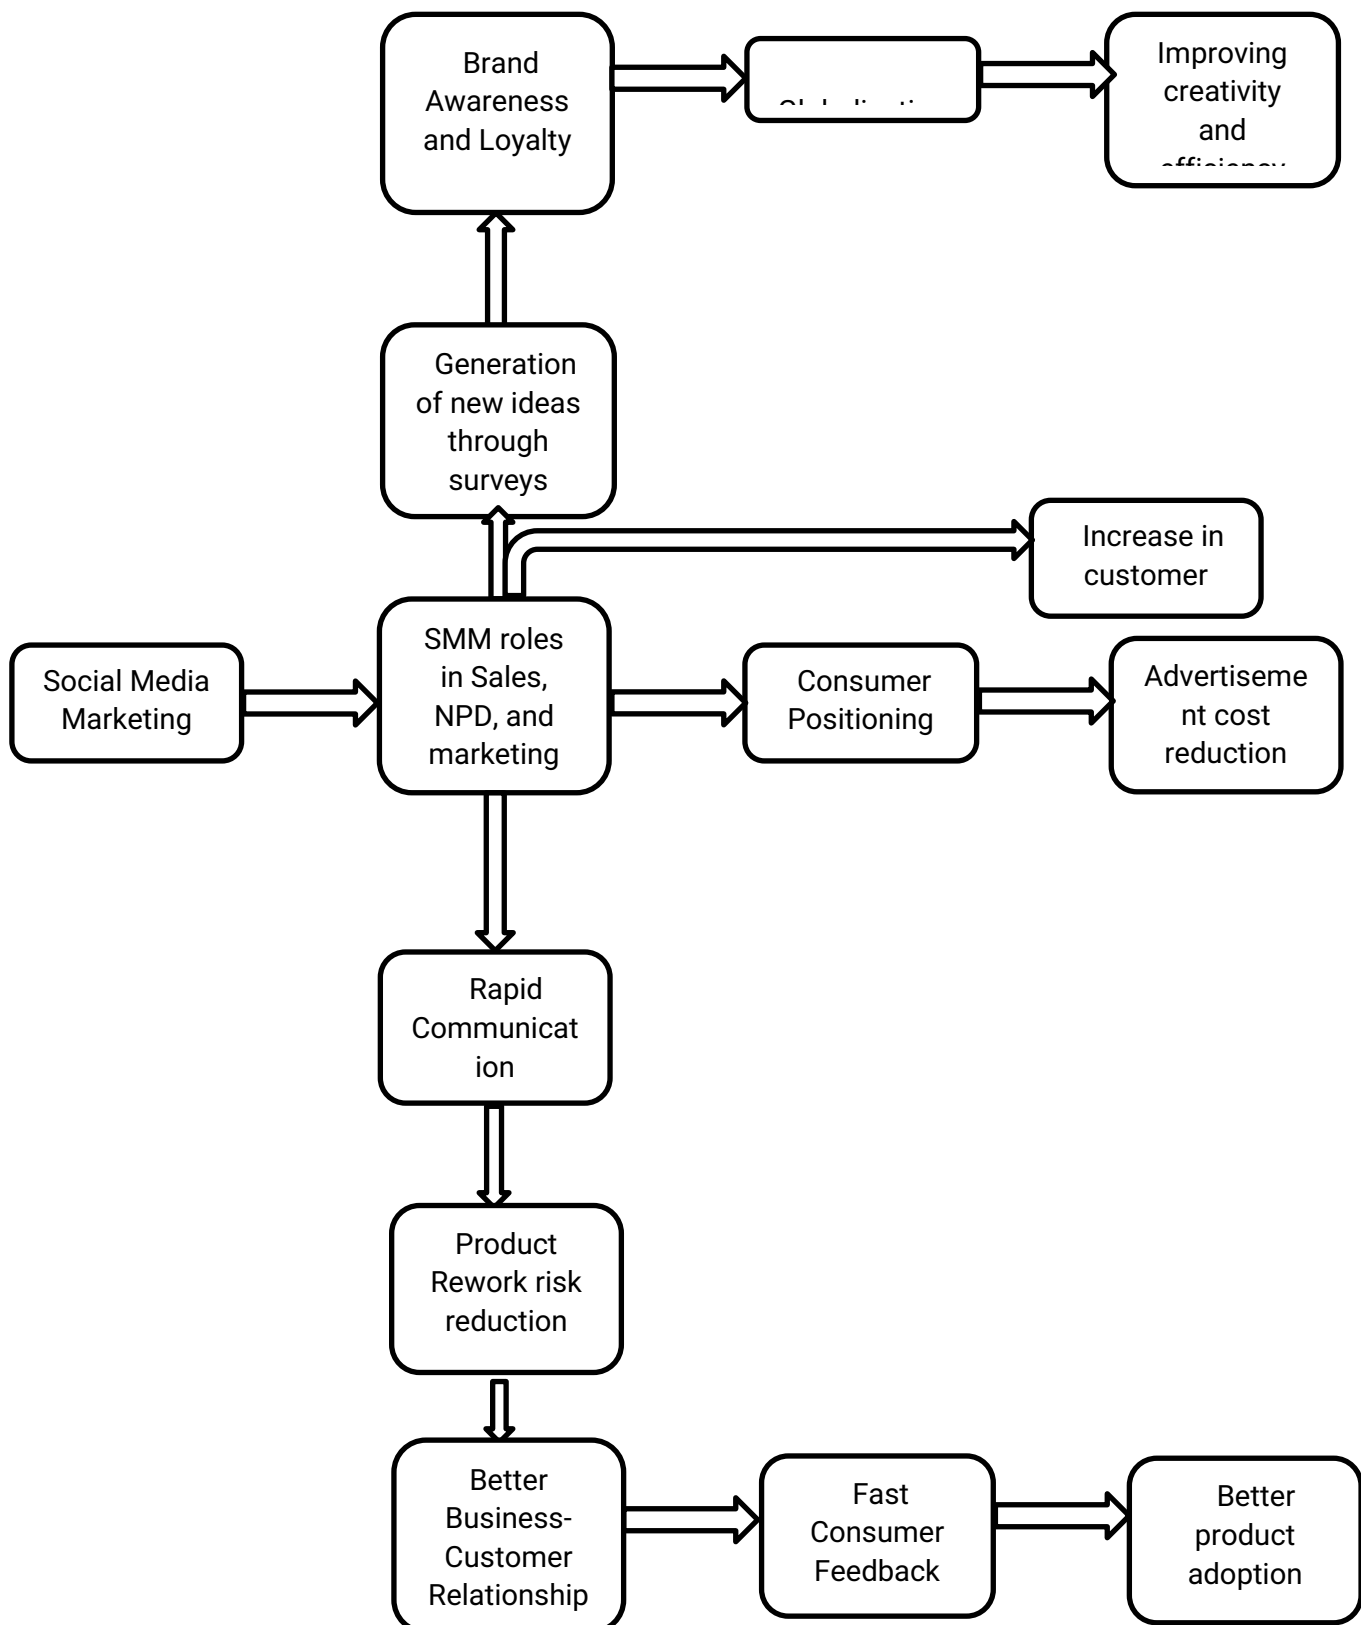 Brand
Awareness
and Loyalty
Improving
creativity
and
efficiency
Generation
of new ideas
through
surveys
Increase in
customer
Social Media
Marketing
SMM roles
in Sales,
NPD, and
marketing
Consumer
Positioning
Advertiseme
nt cost
reduction
Rapid
Communicat
ion
Product
Rework risk
reduction
Better
Business-
Customer
Relationship
Fast
Consumer
Feedback
Better
product
adoption